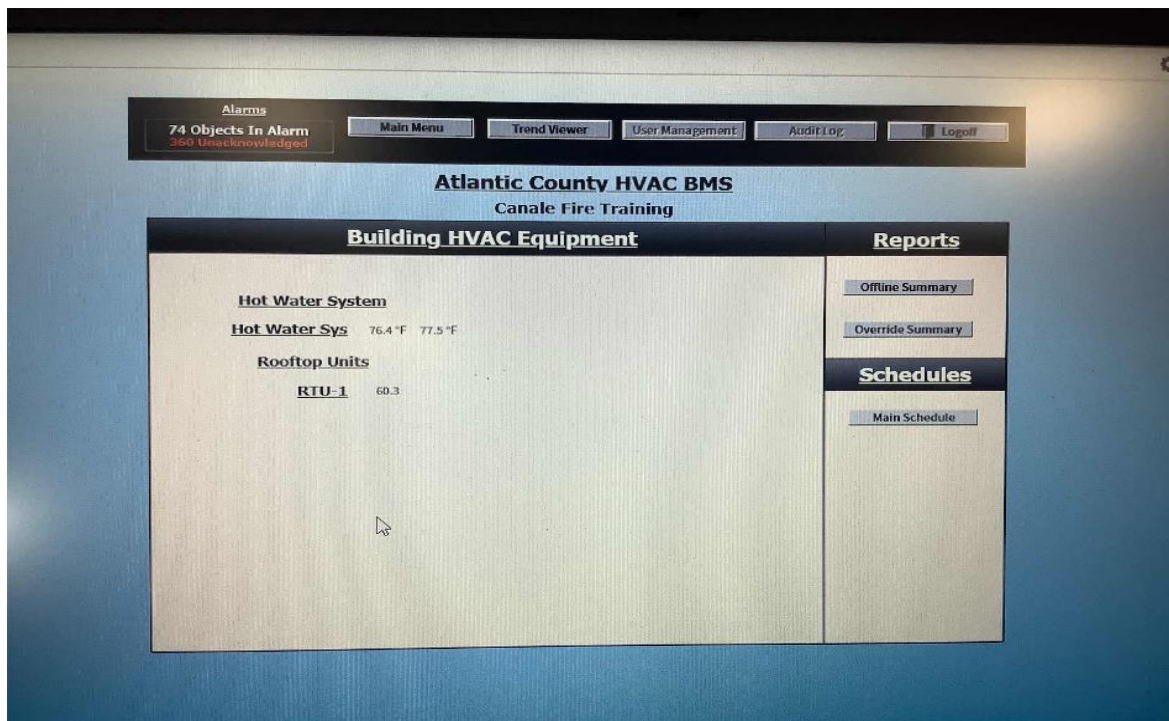 Alarms
74 Objects In Alarm
360 Unacknowledged
Main Menu
Trend Viewer
User Management
Audit Log
Logoff
Atlantic County HVAC BMS
Canale Fire Training
Building HVAC Equipment
Hot Water System
Hot Water Sys 76.4 °F 77.5 °F
Rooftop Units
RTU-1 60.3
Reports
Offline Summary
Override Summary
Schedules
Main Schedule